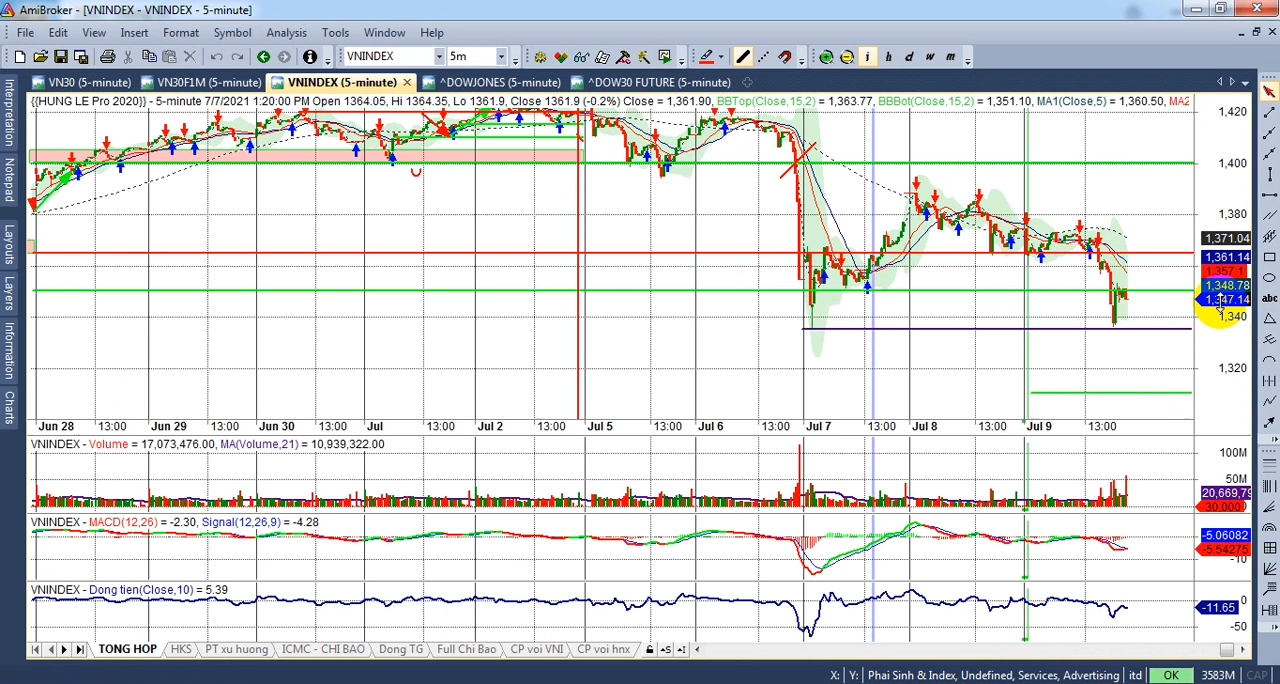 AmiBroker - [VNINDEX - VNINDEX - 5-minute]
File Edit View Insert Format Symbol Analysis Tools Window Help
VNINDEX 5m i h d w m
VN30 (5-minute) VN30F1M (5-minute) VNINDEX (5-minute) ^DOWJONES (5-minute) ^DOW30 FUTURE (5-minute)
{{HUNG LE Pro 2020}} - 5-minute 7/7/2021 1:20:00 PM Open 1364.05, Hi 1364.35, Lo 1361.9, Close 1361.9 (-0.2%) Close = 1,361.90, BBTop(Close,15,2) = 1,363.77, BBBot(Close,15,2) = 1,351.10, MA1(Close,5) = 1,360.50, MA2
Interpretation
Notepad
Layouts
Layers
Information
Charts
1,420
1,400
1,380
1,371.04
1,361.14
1,357.1
1,348.78
1,347.14
1,340
1,320
abc
Jun 28 13:00 Jun 29 13:00 Jun 30 13:00 Jul 13:00 Jul 2 13:00 Jul 5 13:00 Jul 6 13:00 Jul 7 13:00 Jul 8 13:00 Jul 9 13:00
VNINDEX - Volume = 17,073,476.00, MA(Volume,21) = 10,939,322.00
100M
50M
20,669,79
30,000
VNINDEX - MACD(12,26) = -2.30, Signal(12,26,9) = -4.28
-5.06082
-5.54275
-10
VNINDEX - Dong tien(Close,10) = 5.39
0
-11.65
-50
TONG HOP HKS PT xu huong ICMC - CHI BAO Dong TG Full Chi Bao CP voi VNI CP voi hnx
X: Y: Phai Sinh & Index, Undefined, Services, Advertising itd OK 3583M CAP